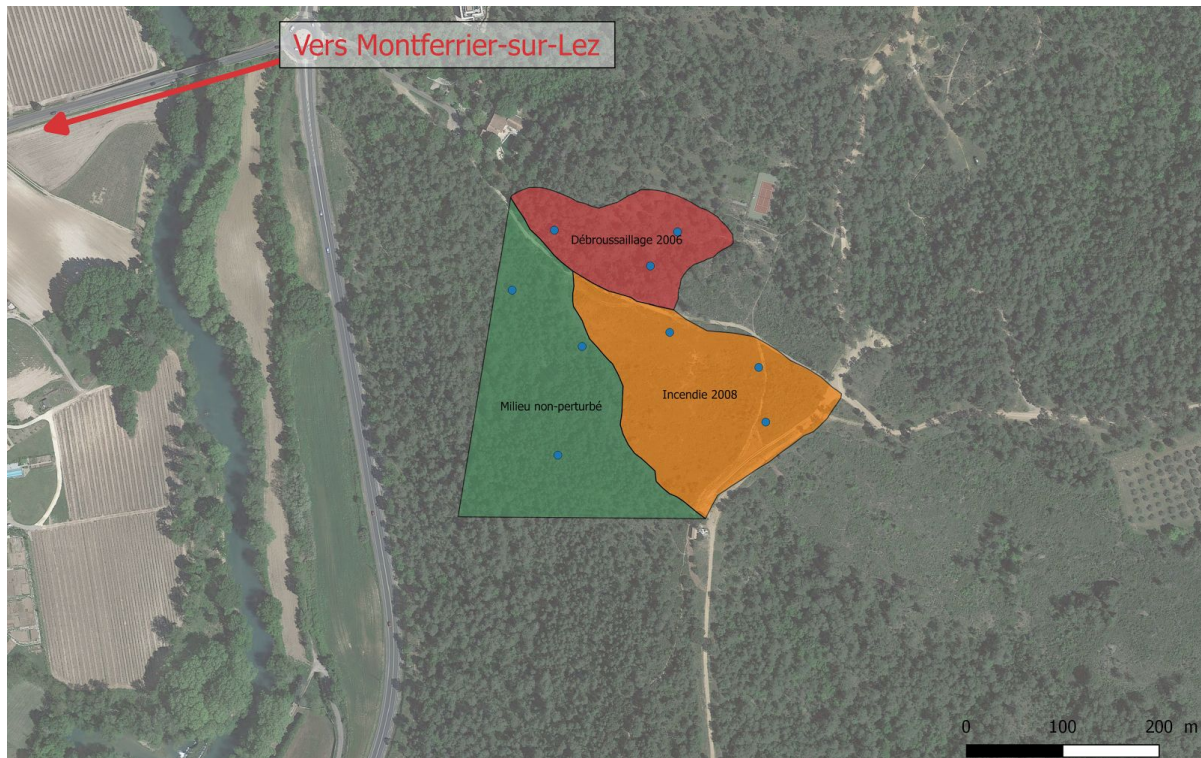 Vers Montferrier-sur-Lez
Débroussaillage 2006
Incendie 2008
Milieu non-perturbé
0 100 200 m